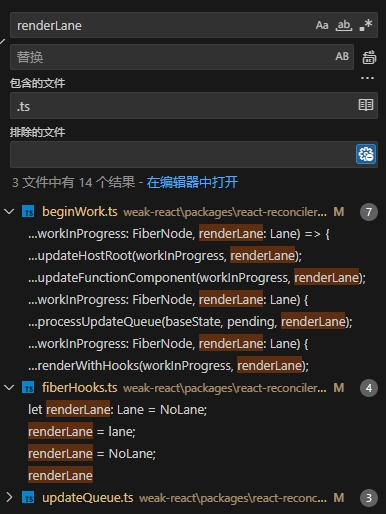 renderLane Aa ab .*
替换 AB
...
包含的文件
.ts
排除的文件
3 文件中有 14 个结果 - 在编辑器中打开
beginWork.ts weak-react\packages\react-reconciler... M 7
...workInProgress: FiberNode, renderLane: Lane) => {
...updateHostRoot(workInProgress, renderLane);
...updateFunctionComponent(workInProgress, renderLane);
...workInProgress: FiberNode, renderLane: Lane) {
...processUpdateQueue(baseState, pending, renderLane);
...workInProgress: FiberNode, renderLane: Lane) {
...renderWithHooks(workInProgress, renderLane);
fiberHooks.ts weak-react\packages\react-reconciler... M 4
let renderLane: Lane = NoLane;
renderLane = lane;
renderLane = NoLane;
renderLane
updateQueue.ts weak-react\packages\react-reconc... M 3